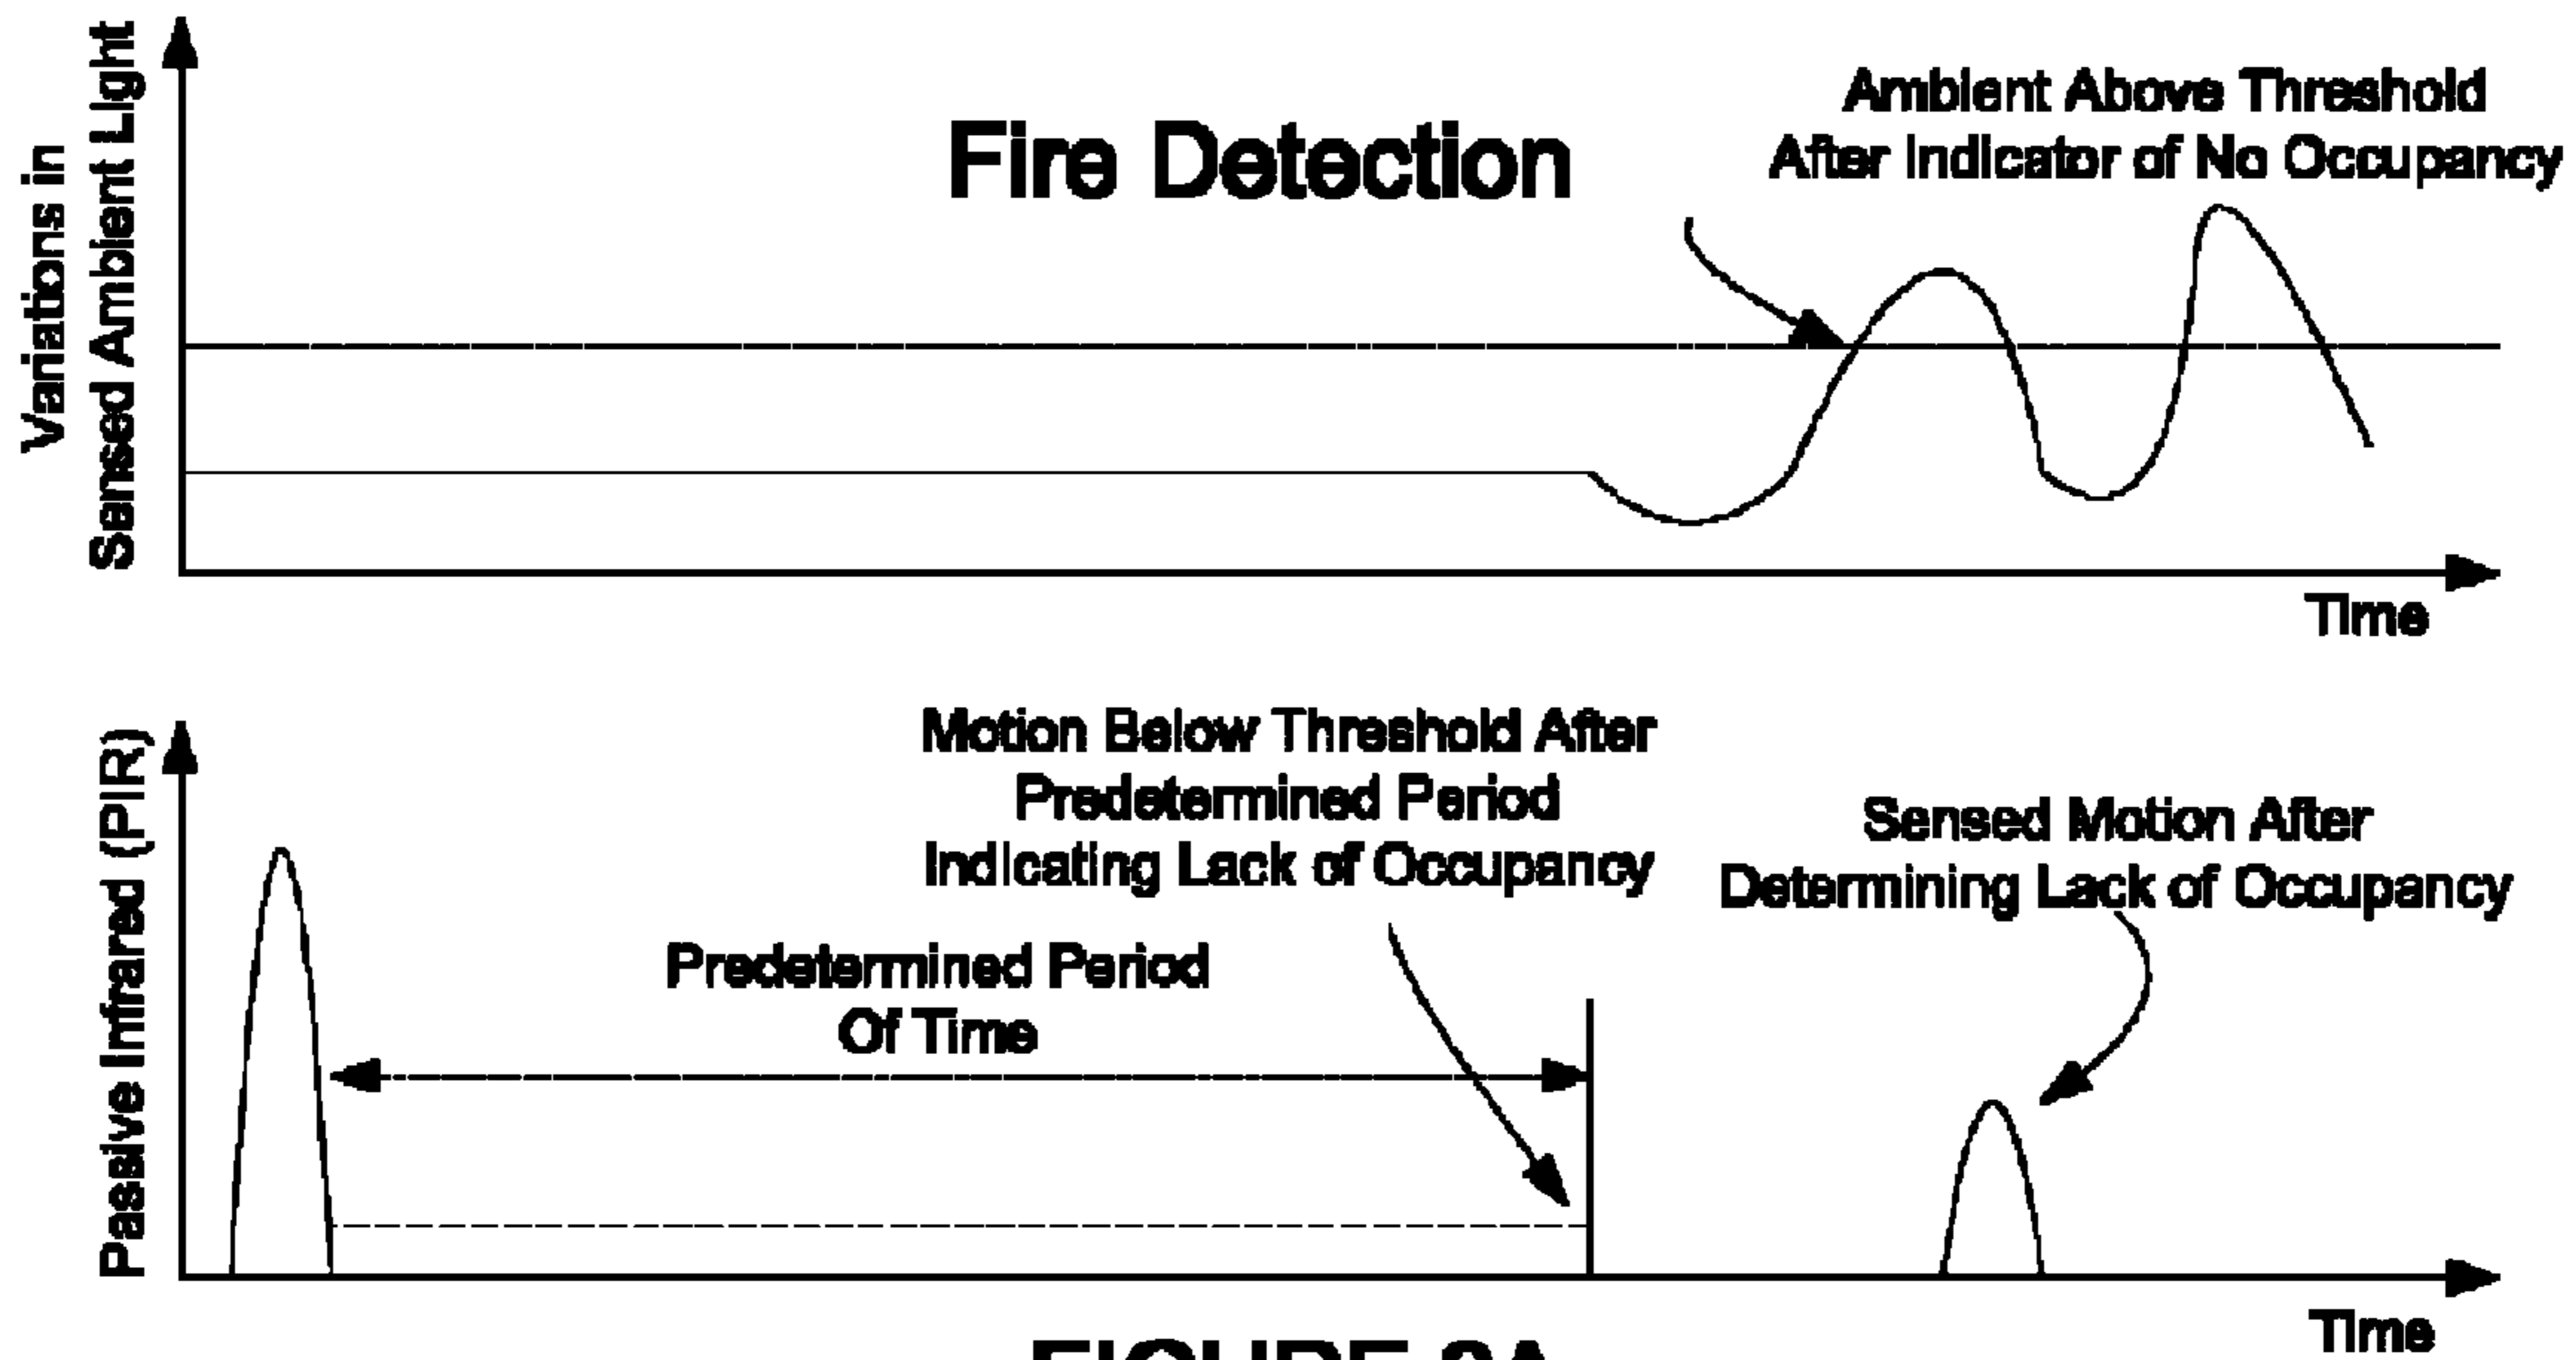 Variations in
Sensed Ambient Light
Fire Detection
Ambient Above Threshold
After Indicator of No Occupancy
Time
Passive Infrared (PIR)
Motion Below Threshold After
Predetermined Period
Indicating Lack of Occupancy
Predetermined Period
Of Time
Sensed Motion After
Determining Lack of Occupancy
Time